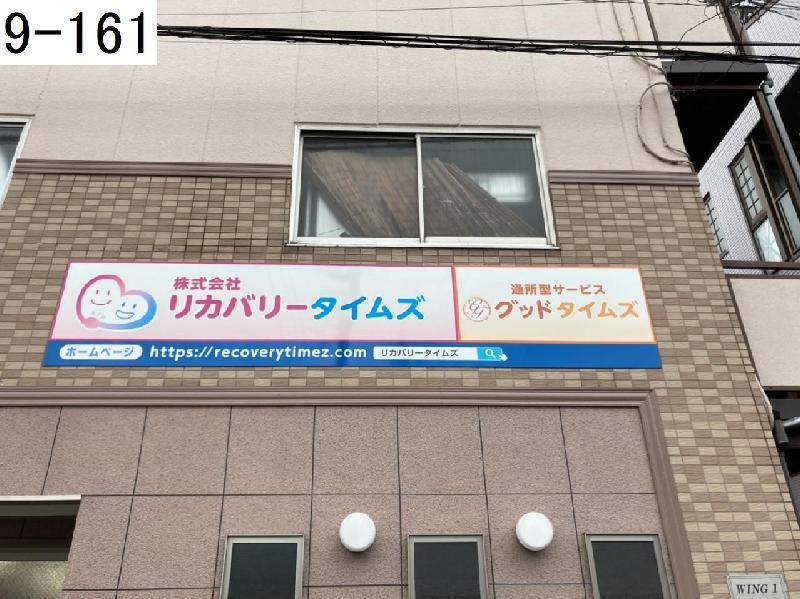 9-161
株式会社
リカバリータイムズ
通所型サービス
グッドタイムズ
ホームページ https://recoverytimez.com リカバリータイムズ
WING 1